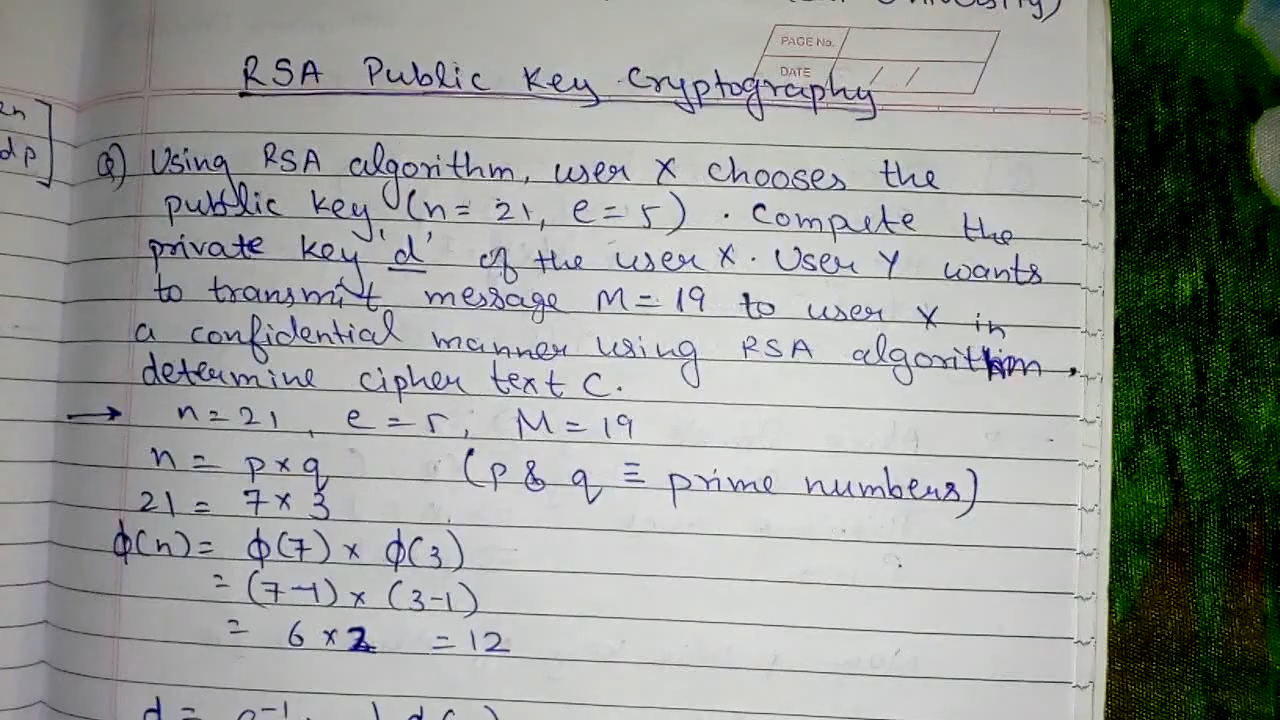 PAGE No.
DATE / /
RSA Public Key Cryptography
en
dp
Q) Using RSA algorithm, user X chooses the
public key (n = 21, e = 5). Compute the
private key 'd' of the user X. User Y wants
to transmit message M = 19 to user X in
a confidential manner using RSA algorithm,
determine cipher text C.
→ n = 21, e = 5, M = 19
n = p × q (p & q ≡ prime numbers)
21 = 7 × 3
ϕ(n) = ϕ(7) × ϕ(3)
= (7-1) × (3-1)
= 6 × 2 = 12
d =